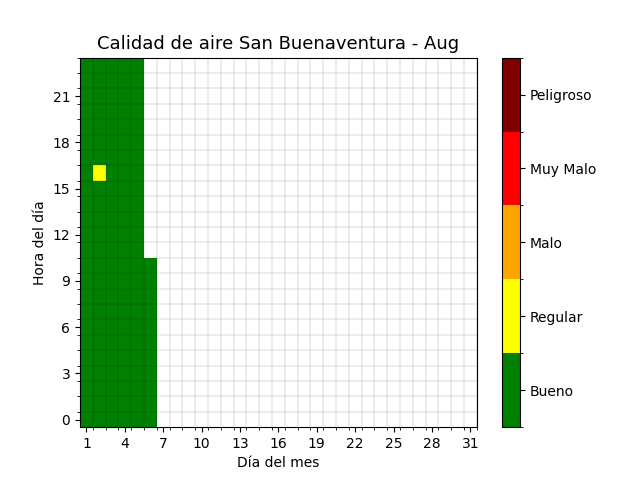 Calidad de aire San Buenaventura - Aug
Hora del día
21
18
15
12
9
6
3
0
1 4 7 10 13 16 19 22 25 28 31
Día del mes
Peligroso
Muy Malo
Malo
Regular
Bueno